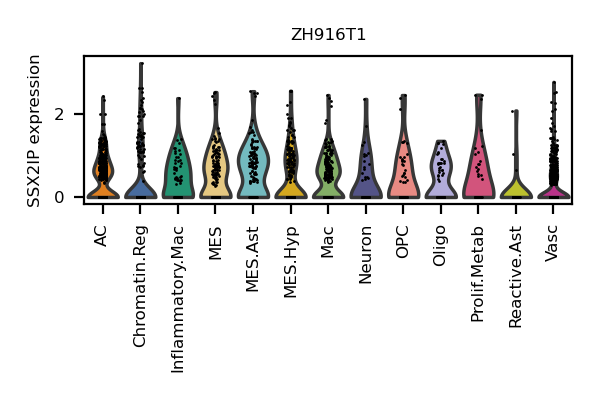 ZH916T1
SSX2IP expression
2
0
AC
Chromatin.Reg
Inflammatory.Mac
MES
MES.Ast
MES.Hyp
Mac
Neuron
OPC
Oligo
Prolif.Metab
Reactive.Ast
Vasc